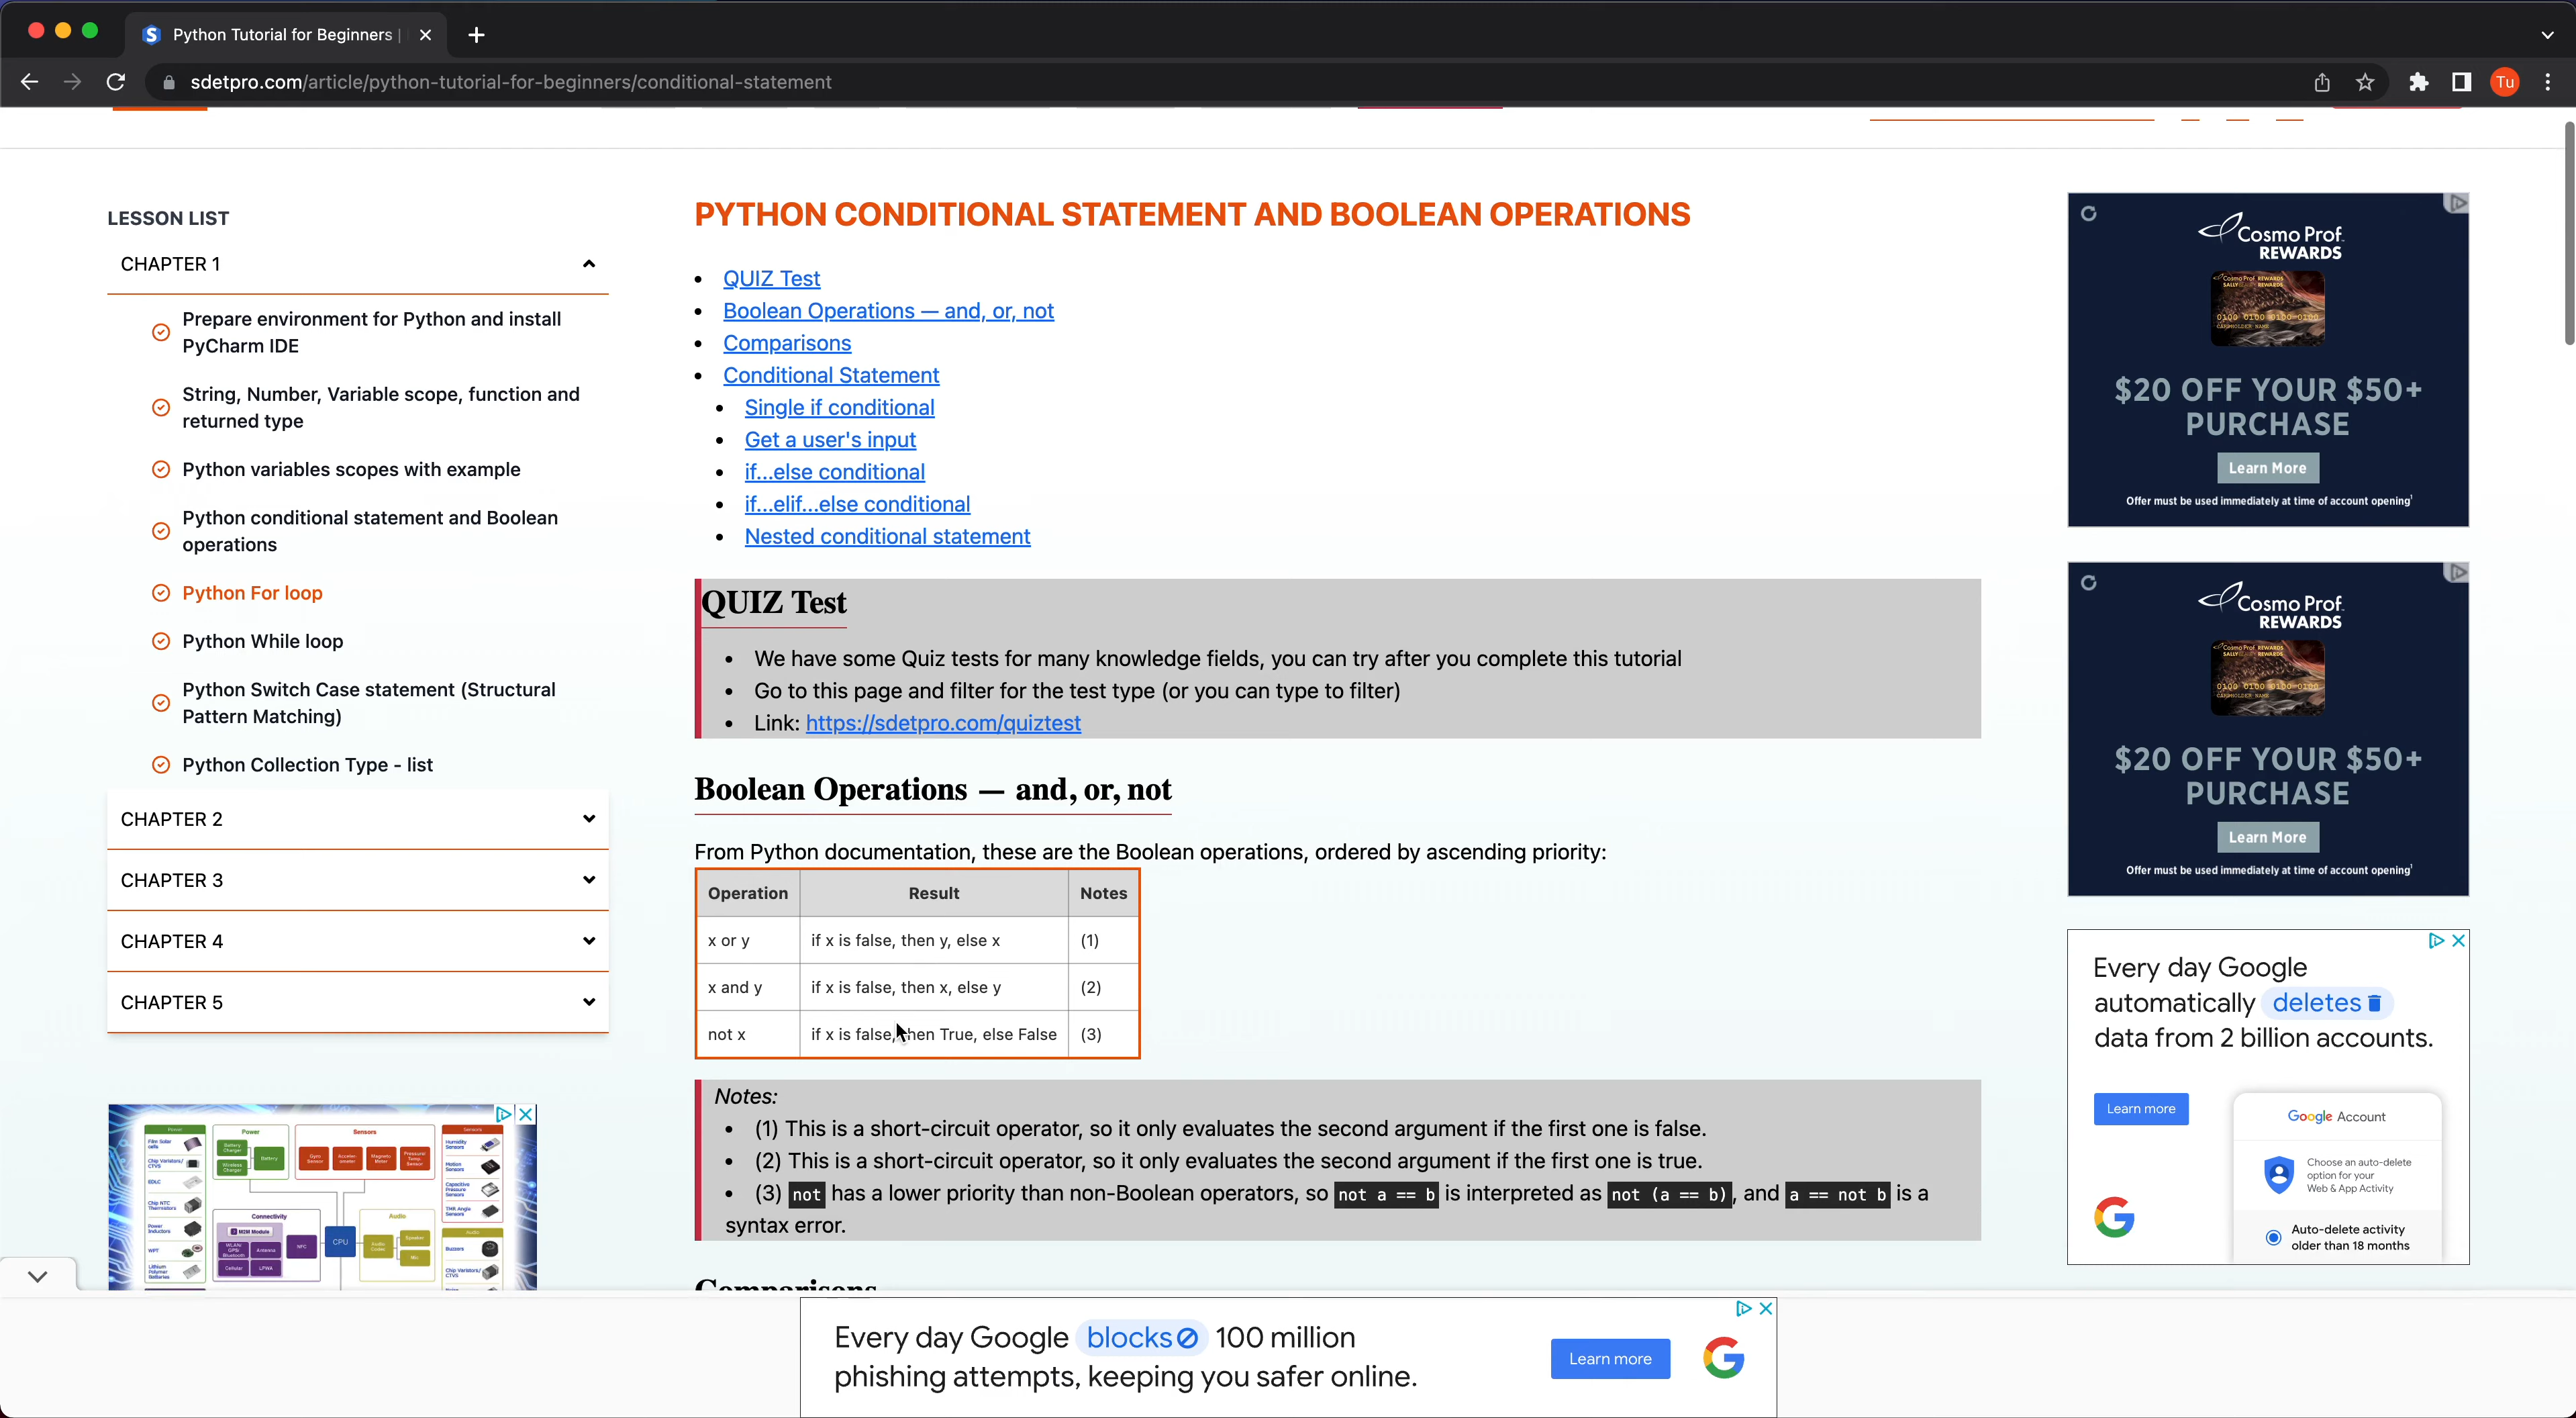 Python Tutorial for Beginners |
sdetpro.com/article/python-tutorial-for-beginners/conditional-statement
Tu
LESSON LIST
CHAPTER 1
Prepare environment for Python and install
PyCharm IDE
String, Number, Variable scope, function and
returned type
Python variables scopes with example
Python conditional statement and Boolean
operations
Python For loop
Python While loop
Python Switch Case statement (Structural
Pattern Matching)
Python Collection Type - list
CHAPTER 2
CHAPTER 3
CHAPTER 4
CHAPTER 5
Power
Sensors
Battery
Connectivity
Audio
M2M Module
CPU
NFC
PYTHON CONDITIONAL STATEMENT AND BOOLEAN OPERATIONS
QUIZ Test
Boolean Operations — and, or, not
Comparisons
Conditional Statement
Single if conditional
Get a user's input
if...else conditional
if...elif...else conditional
Nested conditional statement
QUIZ Test
We have some Quiz tests for many knowledge fields, you can try after you complete this tutorial
Go to this page and filter for the test type (or you can type to filter)
Link: https://sdetpro.com/quiztest
Boolean Operations — and, or, not
From Python documentation, these are the Boolean operations, ordered by ascending priority:
Operation Result Notes
x or y if x is false, then y, else x (1)
x and y if x is false, then x, else y (2)
not x if x is false, then True, else False (3)
Notes:
(1) This is a short-circuit operator, so it only evaluates the second argument if the first one is false.
(2) This is a short-circuit operator, so it only evaluates the second argument if the first one is true.
(3) not has a lower priority than non-Boolean operators, so not a == b is interpreted as not (a == b), and a == not b is a
syntax error.
Comparisons
Cosmo Prof
REWARDS
$20 OFF YOUR $50+
PURCHASE
Learn More
Offer must be used immediately at time of account opening¹
Cosmo Prof
REWARDS
$20 OFF YOUR $50+
PURCHASE
Learn More
Offer must be used immediately at time of account opening¹
Every day Google
automatically deletes
data from 2 billion accounts.
Learn more
Google Account
Choose an auto-delete
option for your
Web & App Activity
Auto-delete activity
older than 18 months
Every day Google blocks 100 million
phishing attempts, keeping you safer online.
Learn more